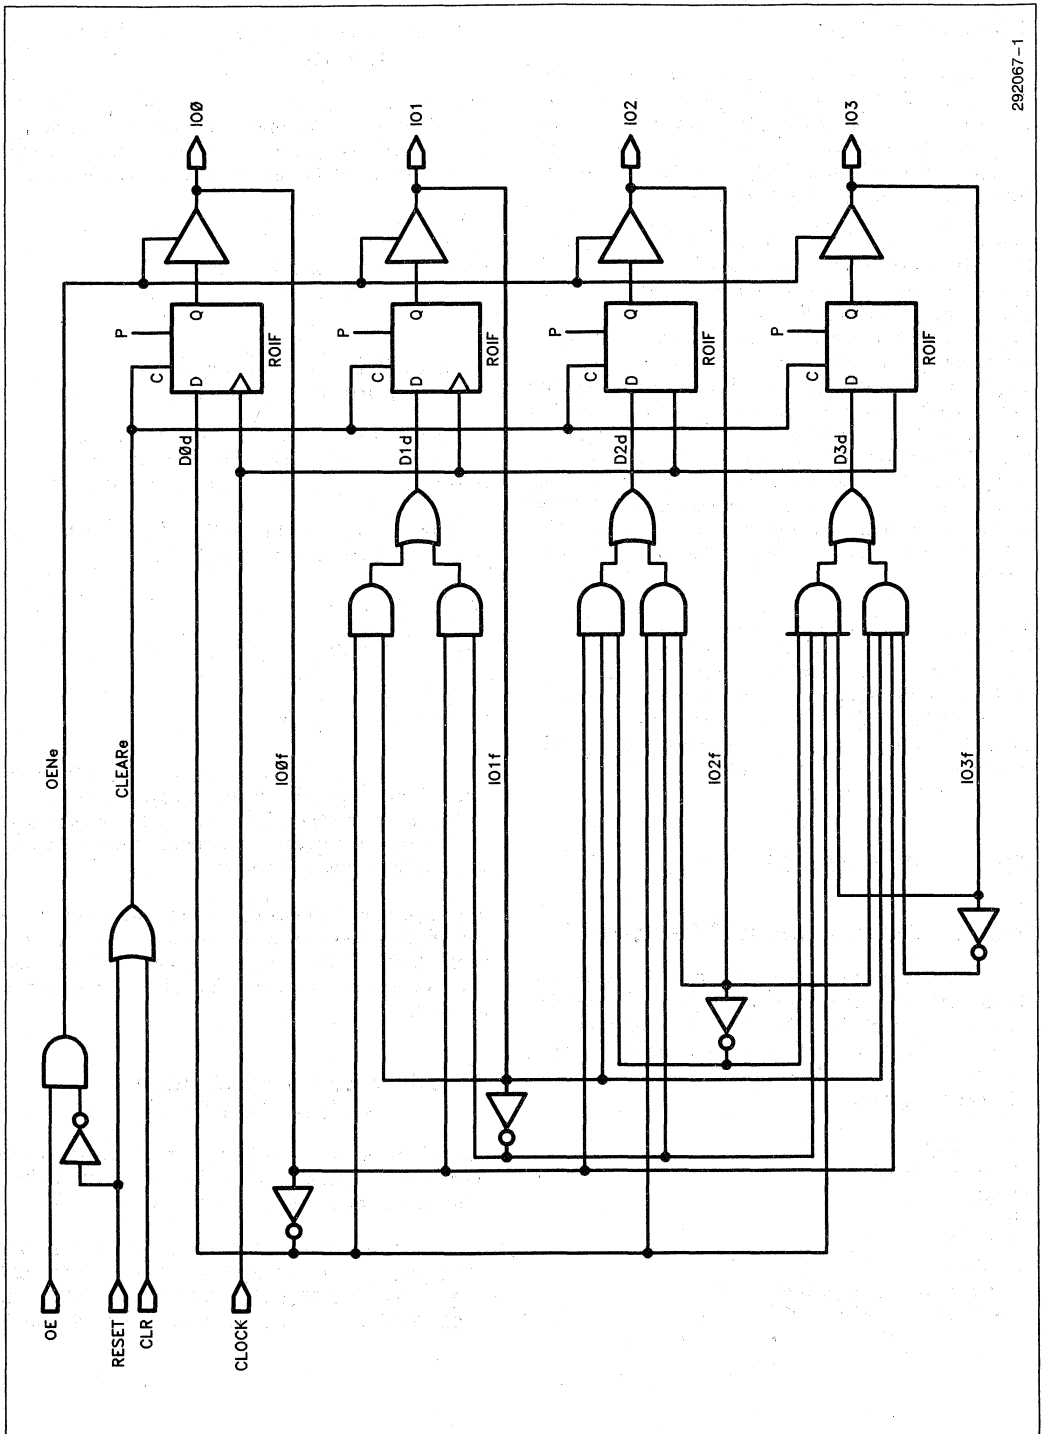 292067-1
IO0
IO1
IO2
IO3
P
Q
C
D
ROIF
P
Q
C
D
ROIF
P
Q
C
D
ROIF
P
Q
C
D
ROIF
D0d
D1d
D2d
D3d
OENe
CLEARe
IO0f
IO1f
IO2f
IO3f
OE
RESET
CLR
CLOCK